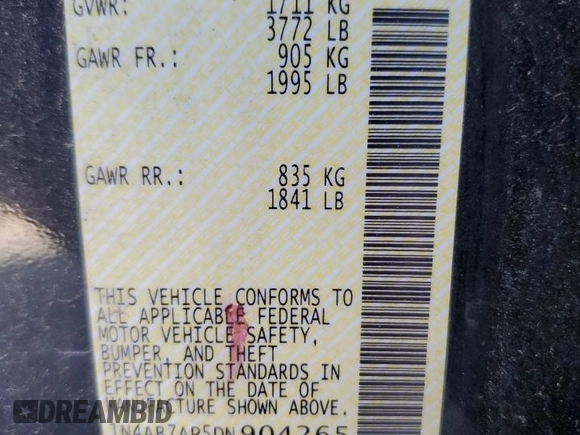 GVWR: 1711 KG
3772 LB
GAWR FR.: 905 KG
1995 LB
GAWR RR.: 835 KG
1841 LB
THIS VEHICLE CONFORMS TO
ALL APPLICABLE FEDERAL
MOTOR VEHICLE SAFETY,
BUMPER, AND THEFT
PREVENTION STANDARDS IN
EFFECT ON THE DATE OF
MANUFACTURE SHOWN ABOVE.
1N4AB7AP5DN904265
DREAMBID